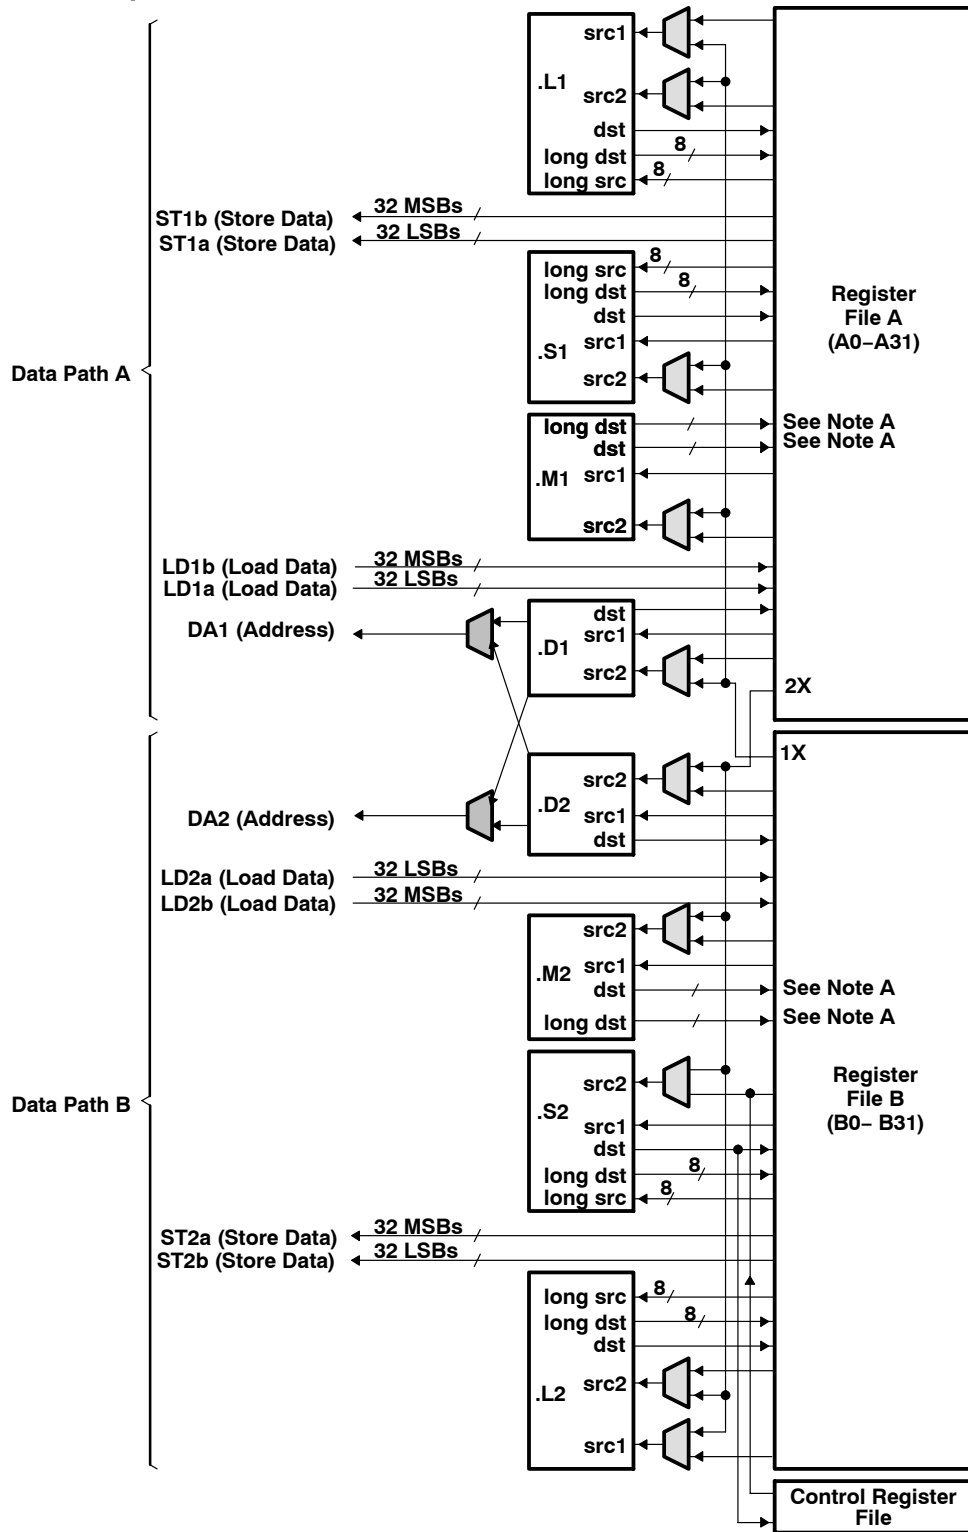 src1
.L1
src2
dst
long dst
8
long src
8
ST1b (Store Data)
32 MSBs
ST1a (Store Data)
32 LSBs
long src
8
long dst
8
dst
.S1
src1
src2
Register
File A
(A0−A31)
Data Path A
long dst
See Note A
dst
See Note A
.M1
src1
src2
LD1b (Load Data)
32 MSBs
LD1a (Load Data)
32 LSBs
DA1 (Address)
dst
src1
.D1
src2
2X
1X
src2
.D2
src1
dst
DA2 (Address)
LD2a (Load Data)
32 LSBs
LD2b (Load Data)
32 MSBs
src2
.M2
src1
dst
See Note A
long dst
See Note A
src2
.S2
src1
dst
long dst
8
long src
8
Register
File B
(B0− B31)
Data Path B
ST2a (Store Data)
32 MSBs
ST2b (Store Data)
32 LSBs
long src
8
long dst
8
dst
.L2
src2
src1
Control Register
File